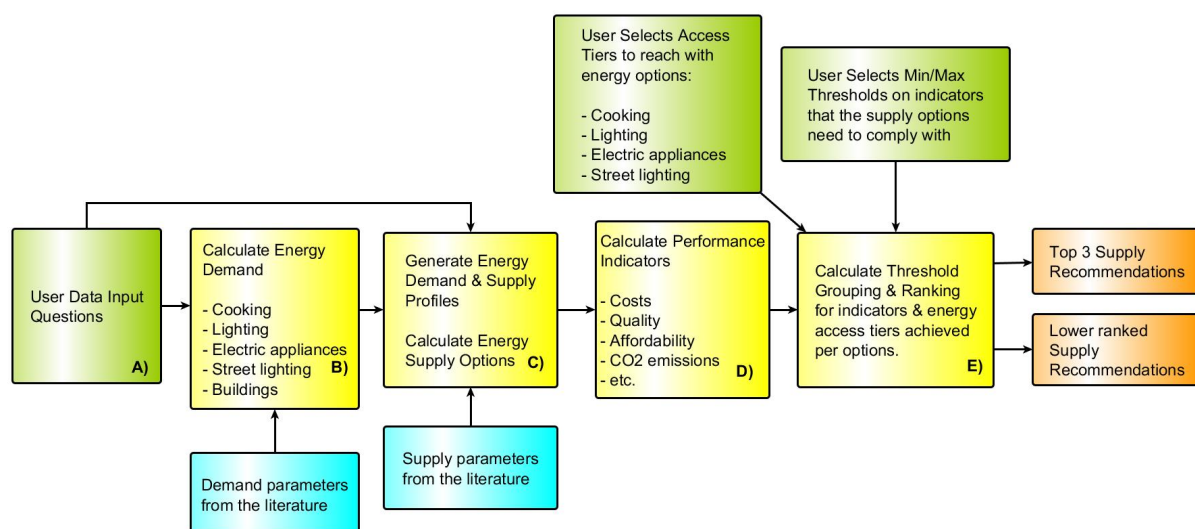 User Selects Access
Tiers to reach with
energy options:
- Cooking
- Lighting
- Electric appliances
- Street lighting
User Selects Min/Max
Thresholds on indicators
that the supply options
need to comply with
User Data Input
Questions
A)
Calculate Energy
Demand
- Cooking
- Lighting
- Electric appliances
- Street lighting
- Buildings
B)
Generate Energy
Demand & Supply
Profiles
Calculate Energy
Supply Options
C)
Calculate Performance
Indicators
- Costs
- Quality
- Affordability
- CO2 emissions
- etc.
D)
Calculate Threshold
Grouping & Ranking
for indicators & energy
access tiers achieved
per options.
E)
Top 3 Supply
Recommendations
Lower ranked
Supply
Recommendations
Demand parameters
from the literature
Supply parameters
from the literature